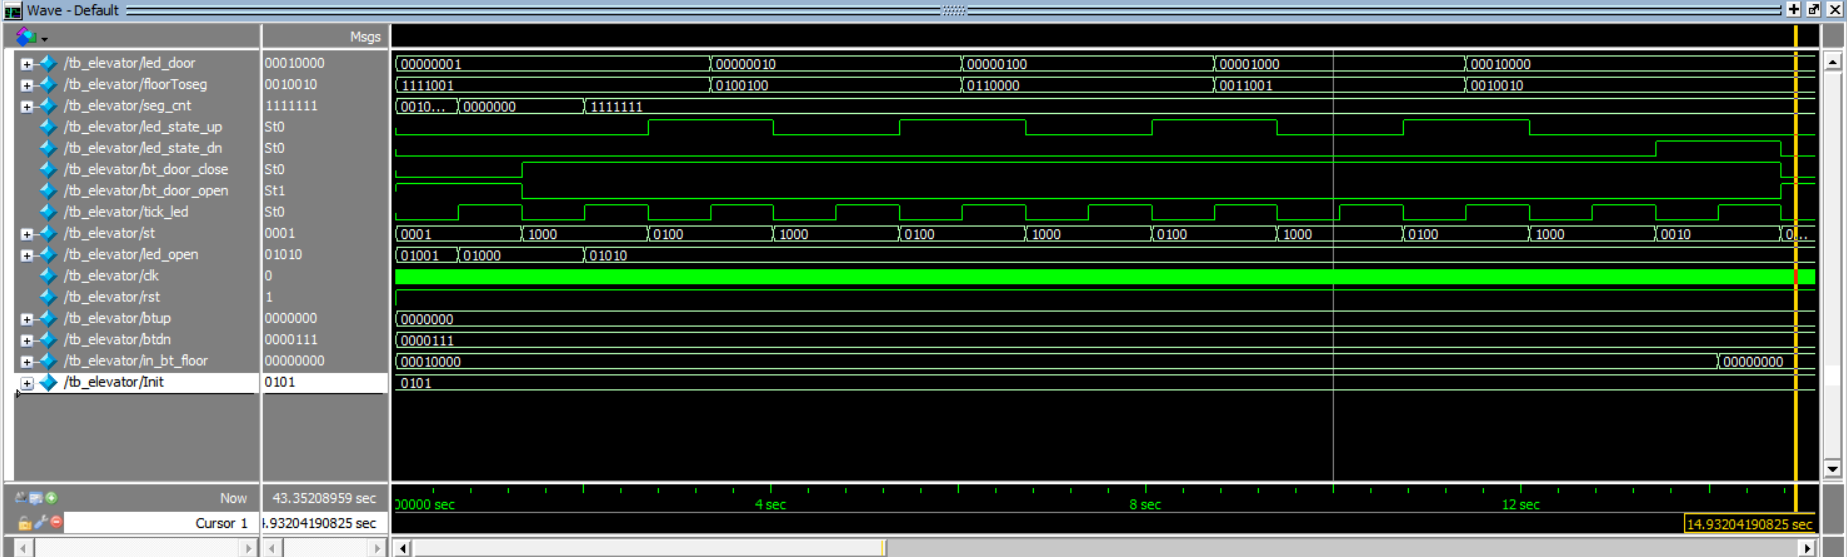 Wave - Default
Msgs
/tb_elevator/led_door 00010000 00000001 00000010 00000100 00001000 00010000
/tb_elevator/floorToseg 0010010 1111001 0100100 0110000 0011001 0010010
/tb_elevator/seg_cnt 1111111 0010... 0000000 1111111
/tb_elevator/led_state_up St0
/tb_elevator/led_state_dn St0
/tb_elevator/bt_door_close St0
/tb_elevator/bt_door_open St1
/tb_elevator/tick_led St0
/tb_elevator/st 0001 0001 1000 0100 1000 0100 1000 0100 1000 0100 1000 0010 0...
/tb_elevator/led_open 01010 01001 01000 01010
/tb_elevator/clk 0
/tb_elevator/rst 1
/tb_elevator/btup 0000000 0000000
/tb_elevator/btdn 0000111 0000111
/tb_elevator/in_bt_floor 00000000 00010000 00000000
/tb_elevator/Init 0101 0101
Now 43.35208959 sec 00000 sec 4 sec 8 sec 12 sec
Cursor 1 .93204190825 sec 14.93204190825 sec